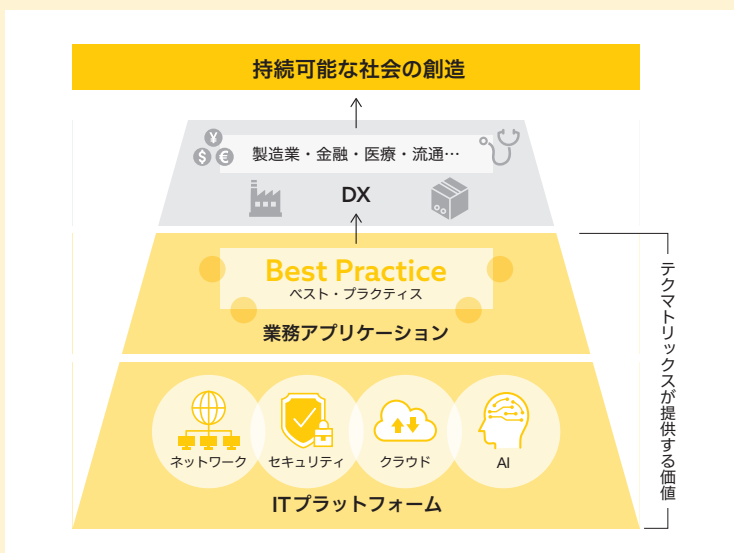 持続可能な社会の創造
¥
$ €
製造業・金融・医療・流通…
DX
Best Practice
ベスト・プラクティス
業務アプリケーション
ネットワーク
セキュリティ
クラウド
AI
ITプラットフォーム
テクマトリックスが提供する価値